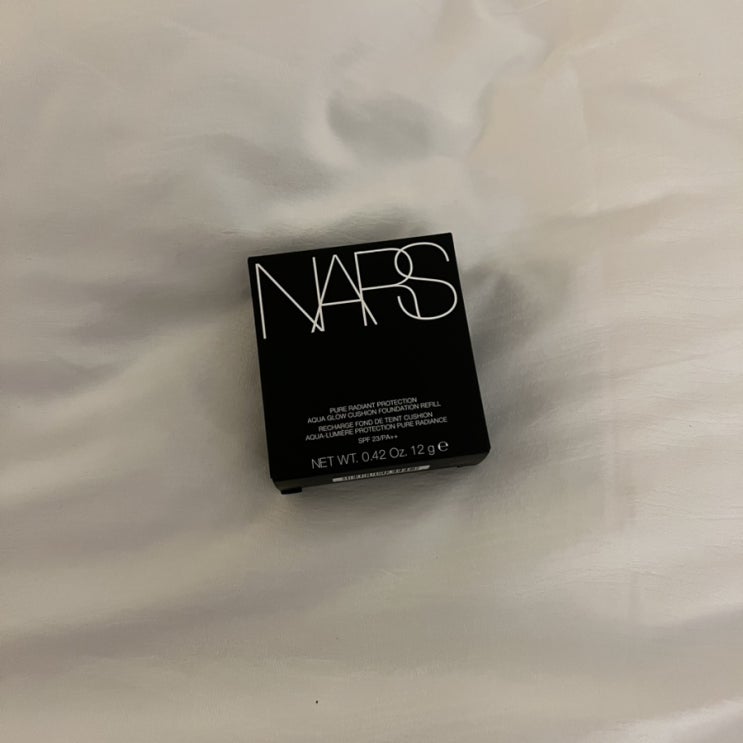 NARS
PURE RADIANT PROTECTION
AQUA GLOW CUSHION FOUNDATION REFILL
RECHARGE FOND DE TEINT CUSHION
AQUA-LUMIÈRE PROTECTION PURE RADIANCE
SPF 23/PA++
NET WT. 0.42 Oz. 12 g ℮